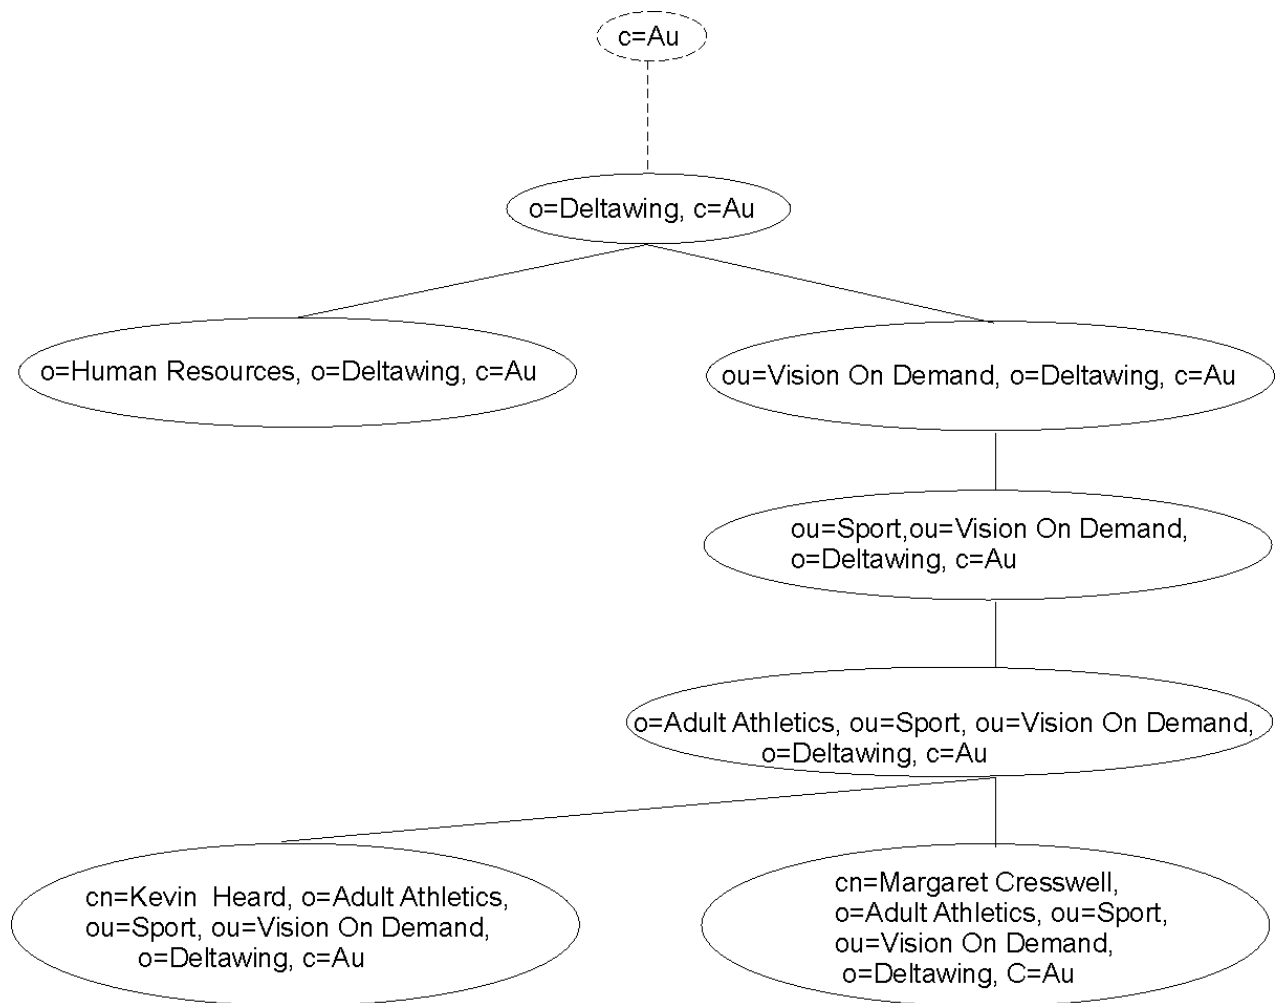 c=Au
o=Deltawing, c=Au
o=Human Resources, o=Deltawing, c=Au
ou=Vision On Demand, o=Deltawing, c=Au
ou=Sport,ou=Vision On Demand,
o=Deltawing, c=Au
o=Adult Athletics, ou=Sport, ou=Vision On Demand,
o=Deltawing, c=Au
cn=Kevin  Heard, o=Adult Athletics,
ou=Sport, ou=Vision On Demand,
o=Deltawing, c=Au
cn=Margaret Cresswell,
o=Adult Athletics, ou=Sport,
ou=Vision On Demand,
o=Deltawing, C=Au